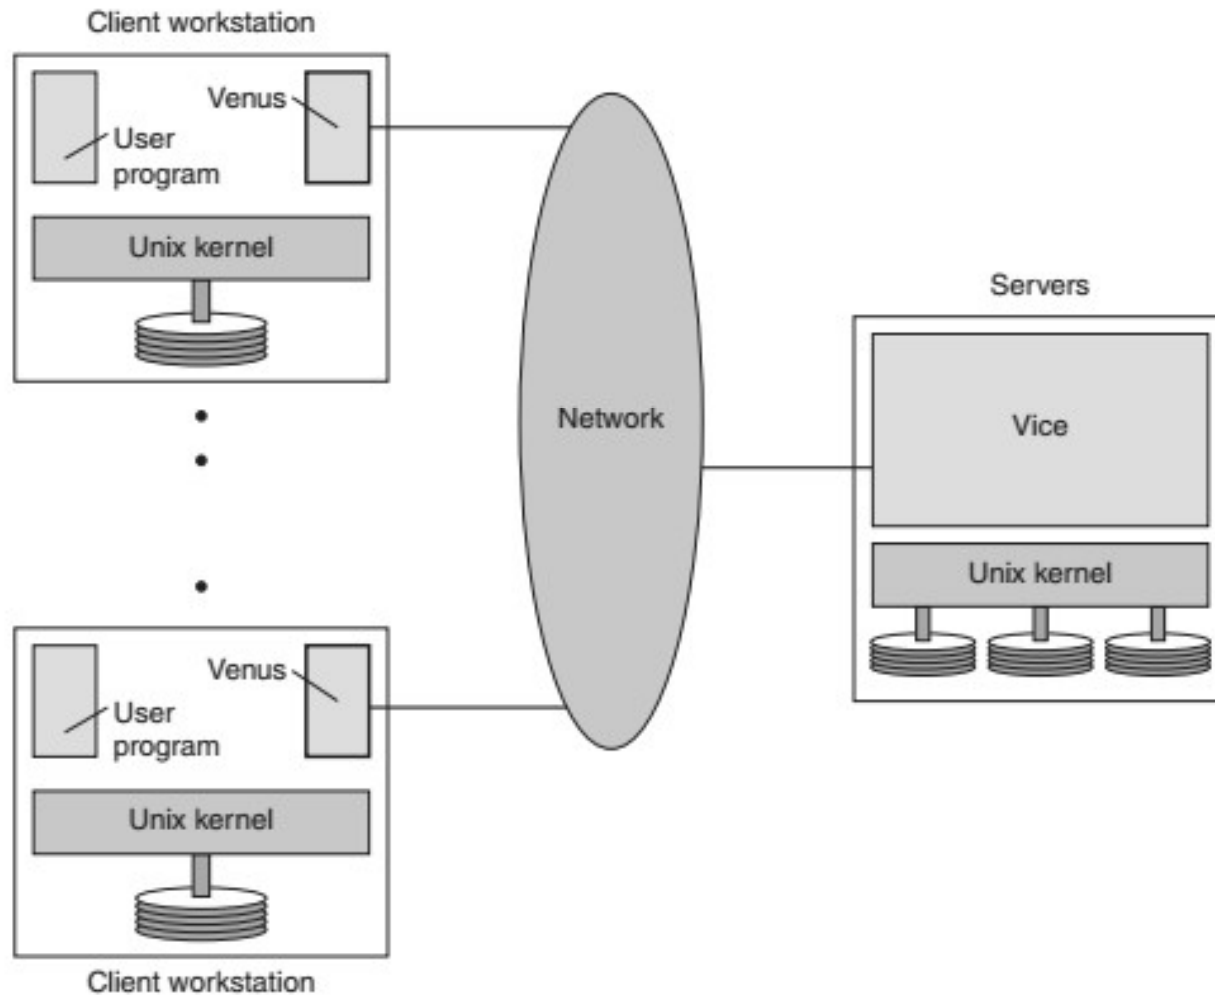 Client workstation
Venus
User
program
Unix kernel
Servers
Network
Vice
Unix kernel
Venus
User
program
Unix kernel
Client workstation